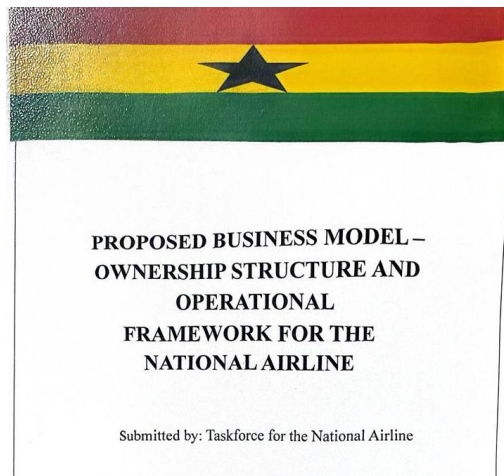 PROPOSED BUSINESS MODEL –
OWNERSHIP STRUCTURE AND
OPERATIONAL
FRAMEWORK FOR THE
NATIONAL AIRLINE
Submitted by: Taskforce for the National Airline